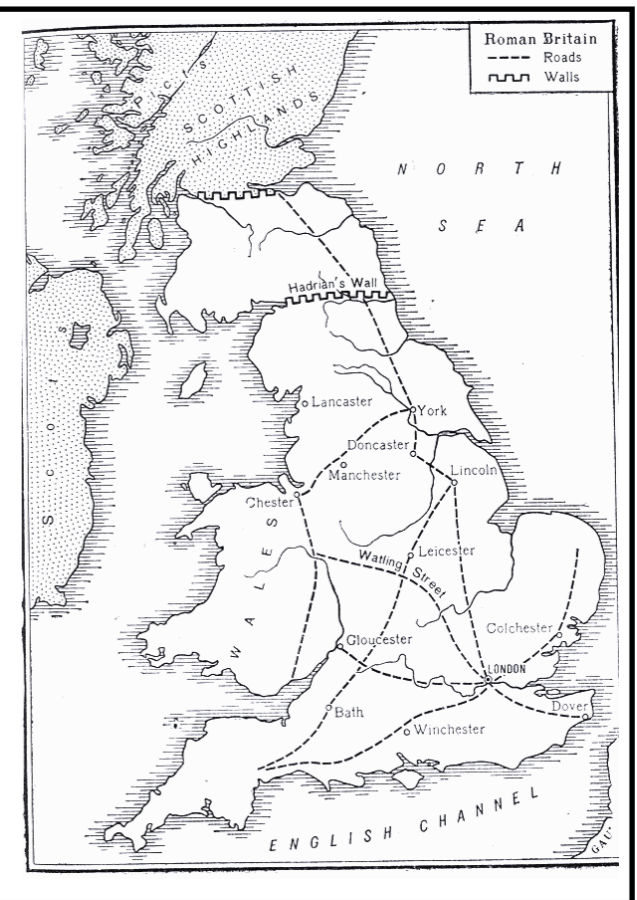 Roman Britain
Roads
Walls
Picts
SCOTTISH
HIGHLANDS
NORTH
SEA
Hadrian's Wall
Scots
Lancaster
York
Doncaster
Manchester
Lincoln
Chester
WALES
Leicester
Watling Street
Colchester
Gloucester
LONDON
Bath
Winchester
Dover
ENGLISH CHANNEL
GAU